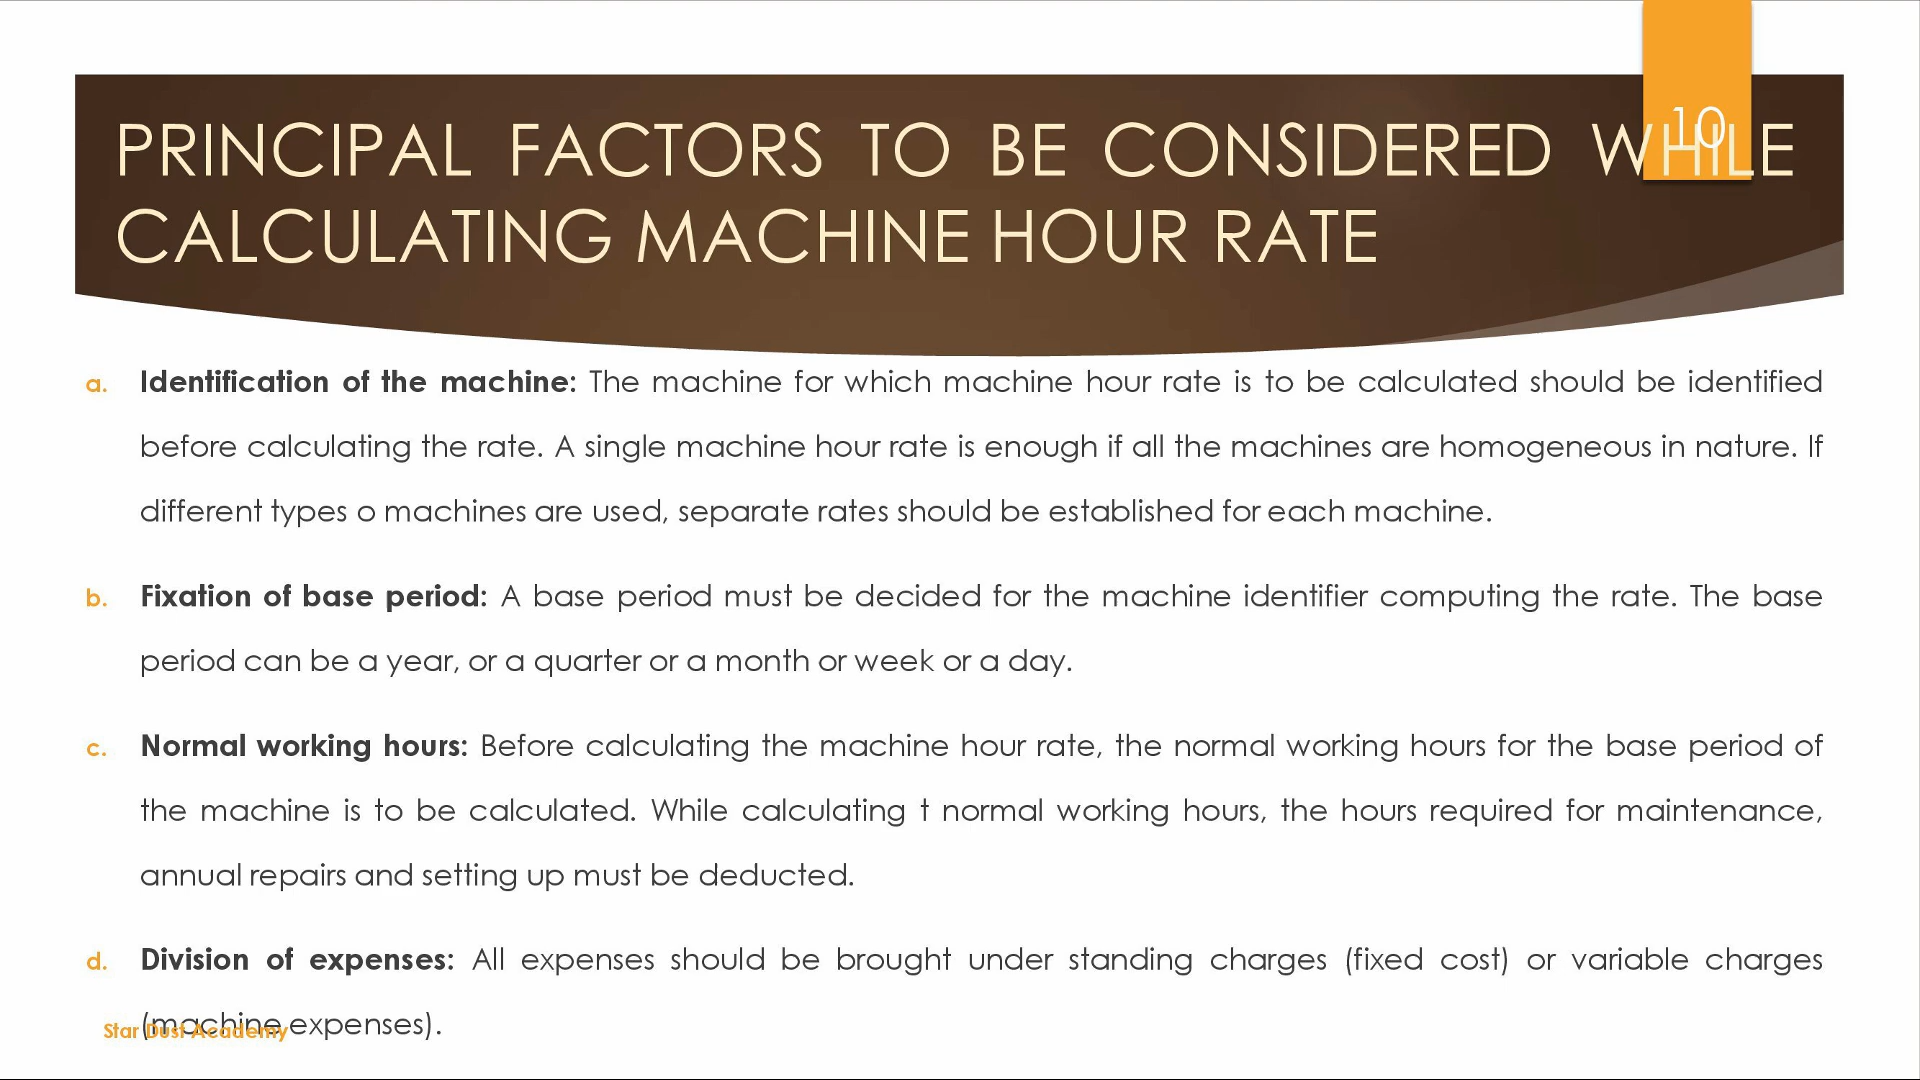 10
PRINCIPAL FACTORS TO BE CONSIDERED WHILE
CALCULATING MACHINE HOUR RATE
a. Identification of the machine: The machine for which machine hour rate is to be calculated should be identified
before calculating the rate. A single machine hour rate is enough if all the machines are homogeneous in nature. If
different types o machines are used, separate rates should be established for each machine.
b. Fixation of base period: A base period must be decided for the machine identifier computing the rate. The base
period can be a year, or a quarter or a month or week or a day.
c. Normal working hours: Before calculating the machine hour rate, the normal working hours for the base period of
the machine is to be calculated. While calculating t normal working hours, the hours required for maintenance,
annual repairs and setting up must be deducted.
d. Division of expenses: All expenses should be brought under standing charges (fixed cost) or variable charges
(machine expenses).
Star Dust Academy